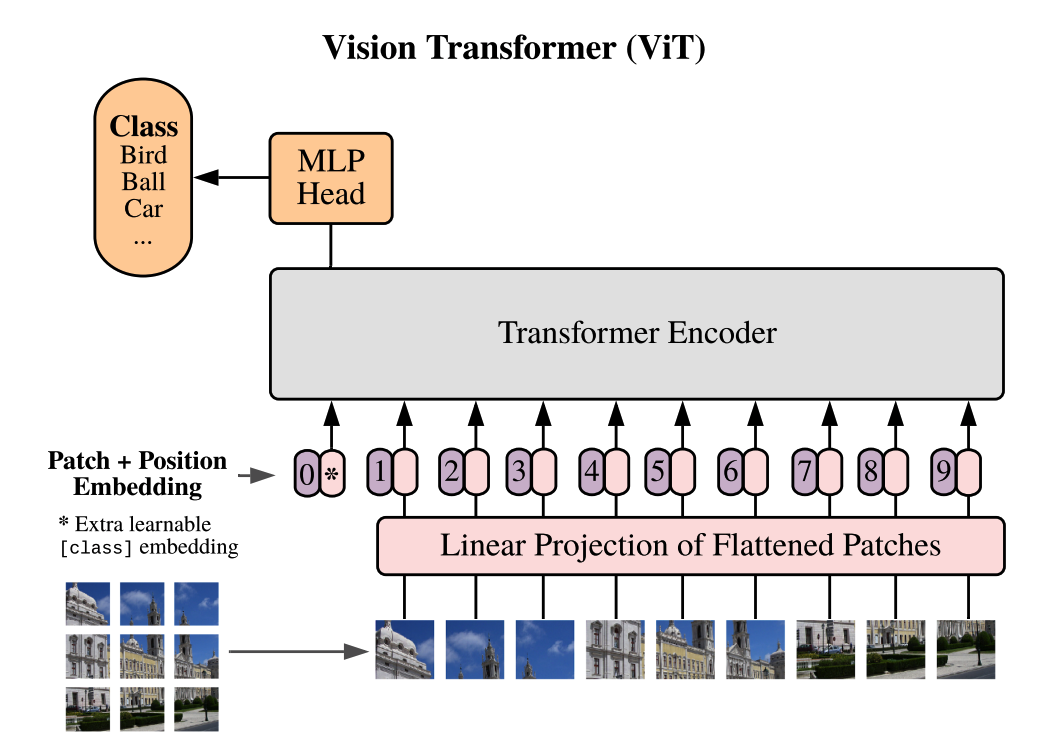 Vision Transformer (ViT)
Class
Bird
Ball
Car
...
MLP
Head
Transformer Encoder
Patch + Position
Embedding
0 * 1 2 3 4 5 6 7 8 9
* Extra learnable
[class] embedding
Linear Projection of Flattened Patches